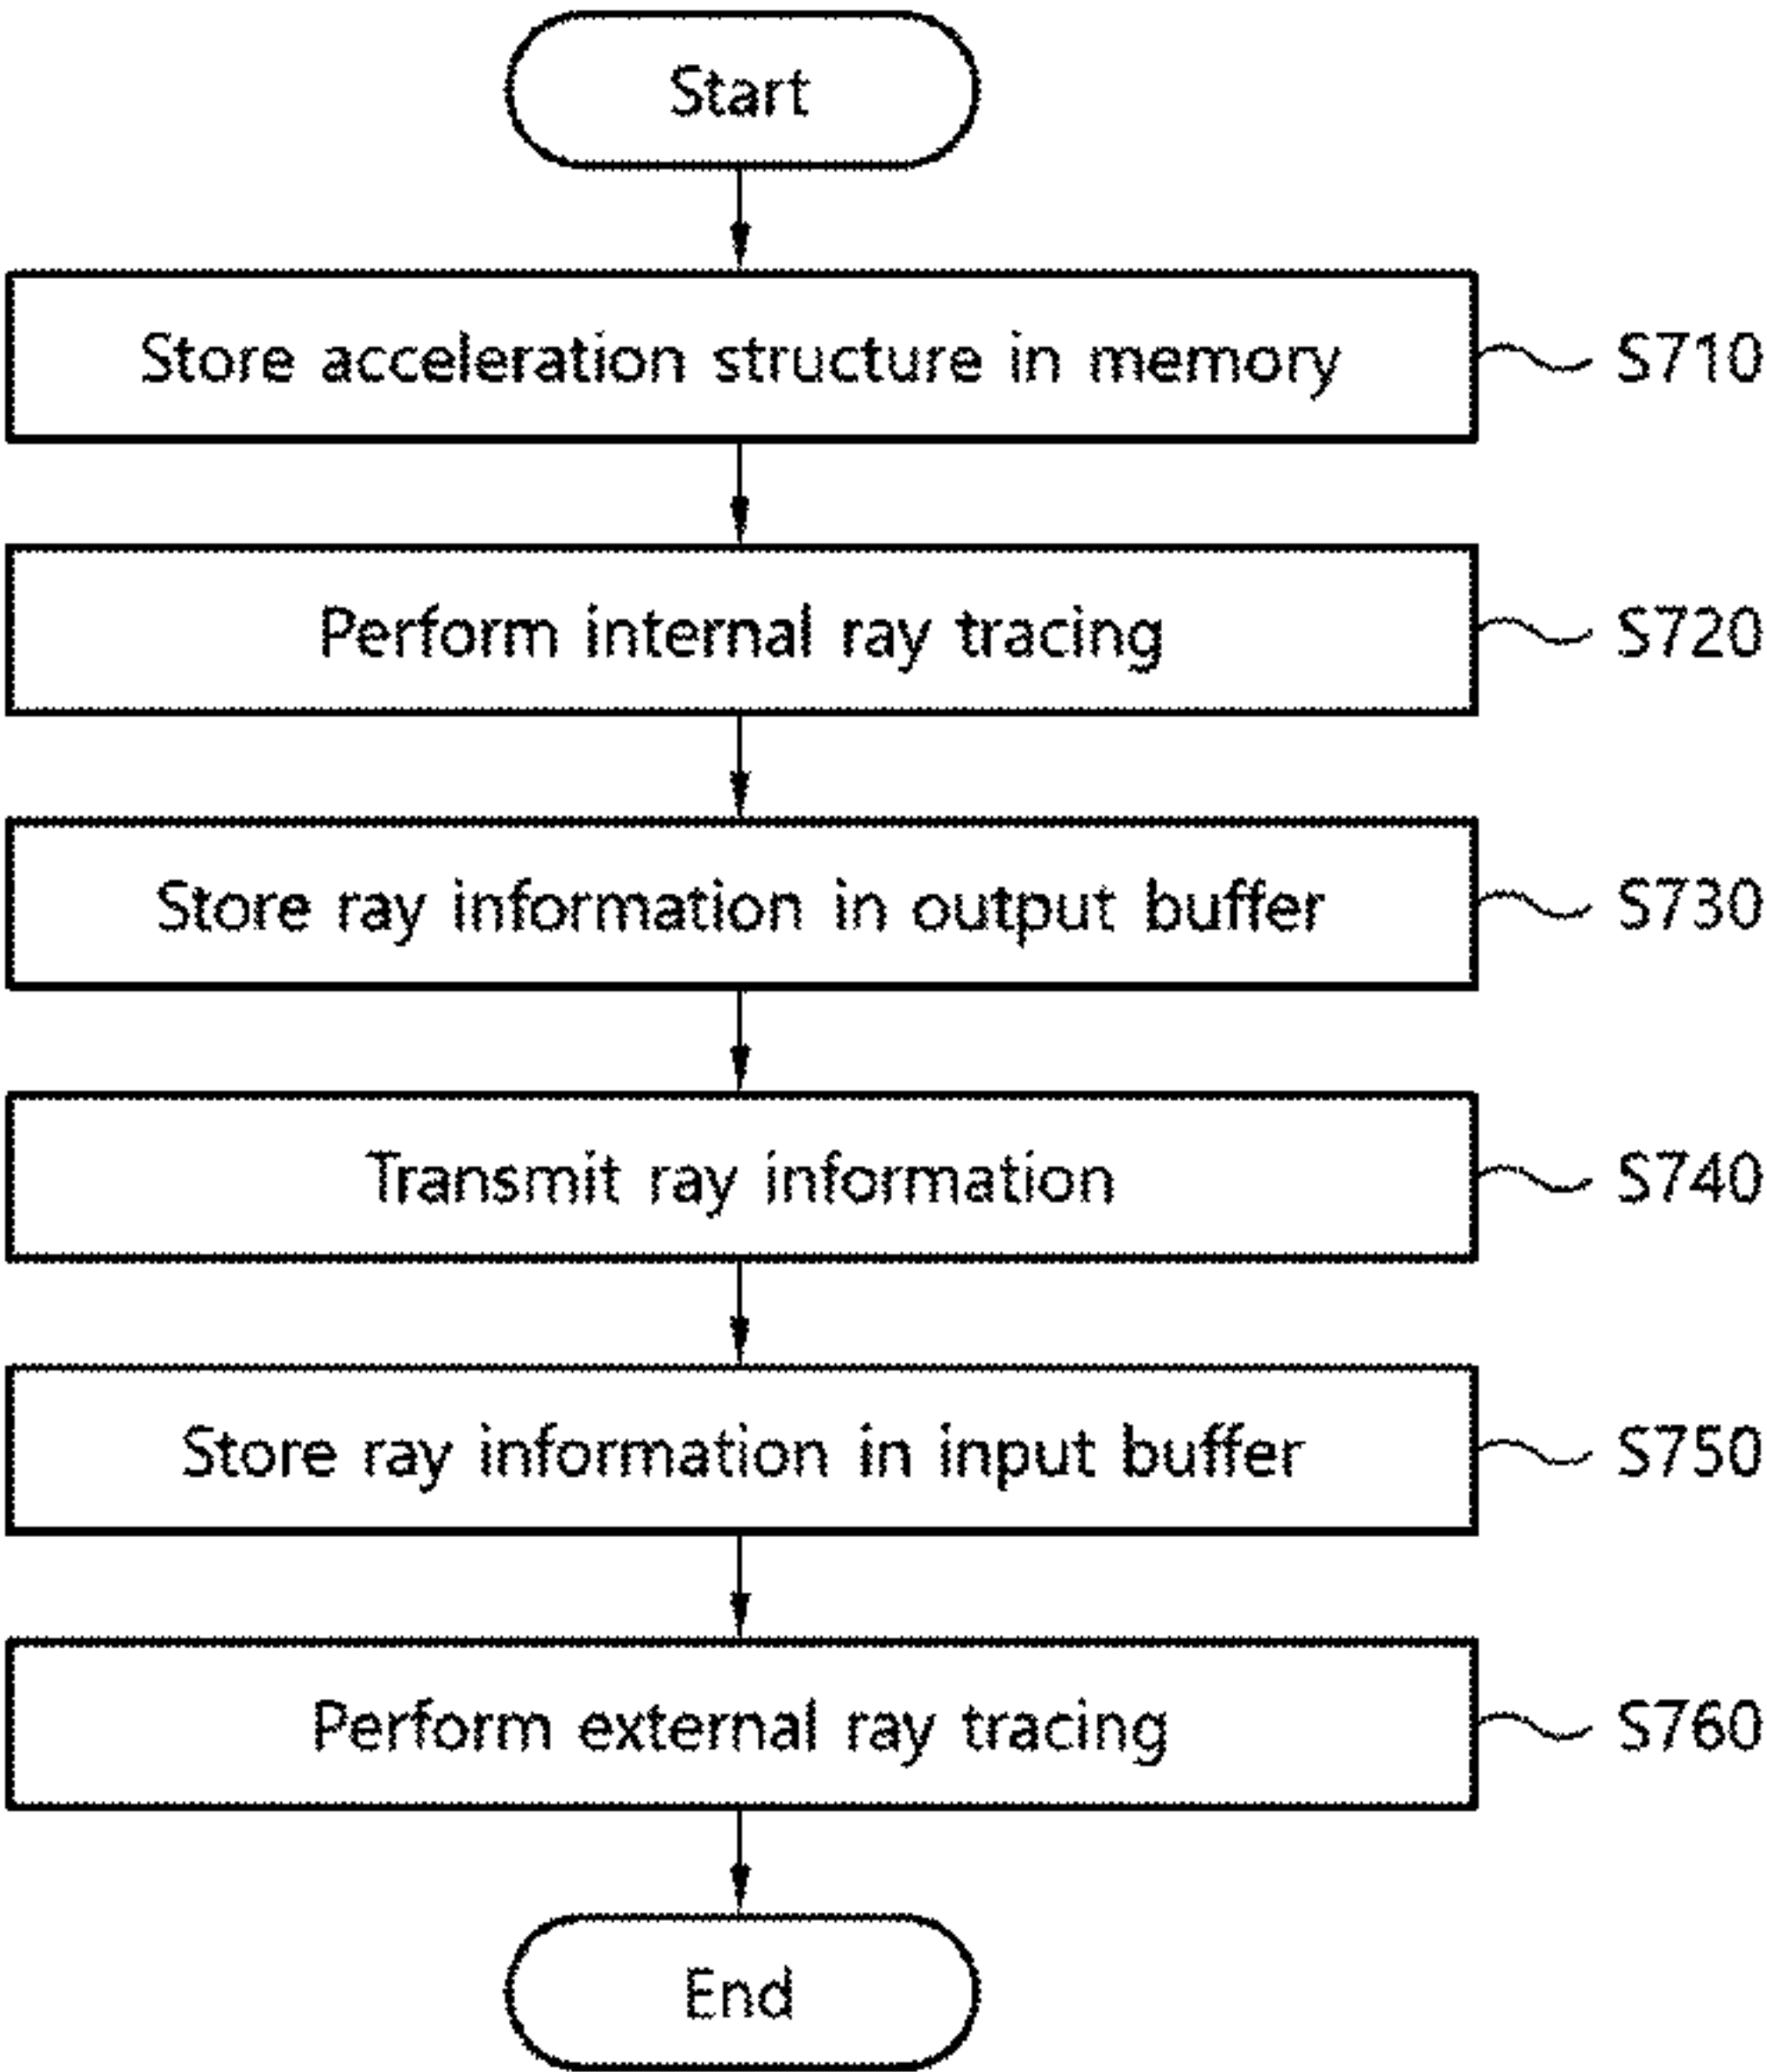 Start
Store acceleration structure in memory S710
Perform internal ray tracing S720
Store ray information in output buffer S730
Transmit ray information S740
Store ray information in input buffer S750
Perform external ray tracing S760
End